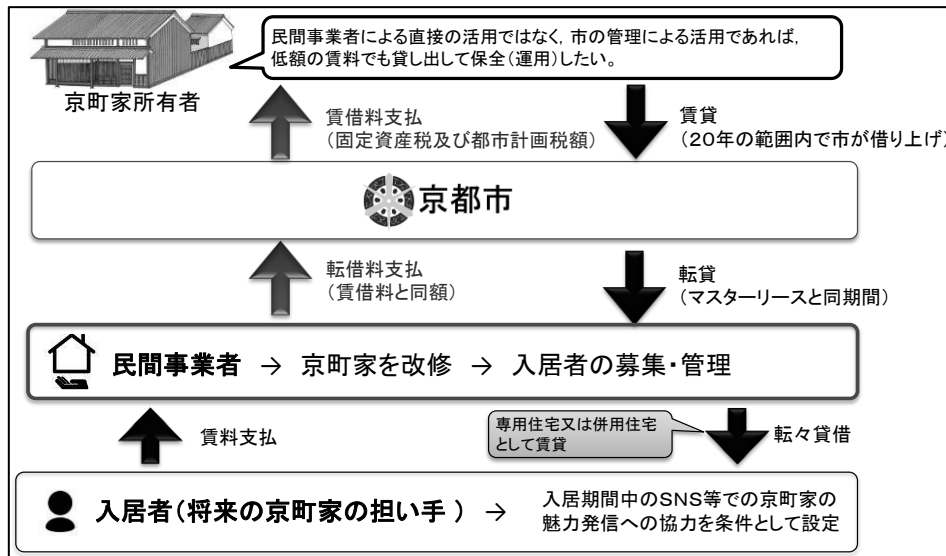 民間事業者による直接の活用ではなく，市の管理による活用であれば，
低額の賃料でも貸し出して保全（運用）したい。
京町家所有者
賃借料支払
（固定資産税及び都市計画税額）
賃貸
（２０年の範囲内で市が借り上げ）
京都市
転借料支払
（賃借料と同額）
転貸
（マスターリースと同期間）
民間事業者 → 京町家を改修 → 入居者の募集・管理
賃料支払
専用住宅又は併用住宅
として賃貸
転々貸借
入居者（将来の京町家の担い手 ） →
入居期間中のＳＮＳ等での京町家の
魅力発信への協力を条件として設定